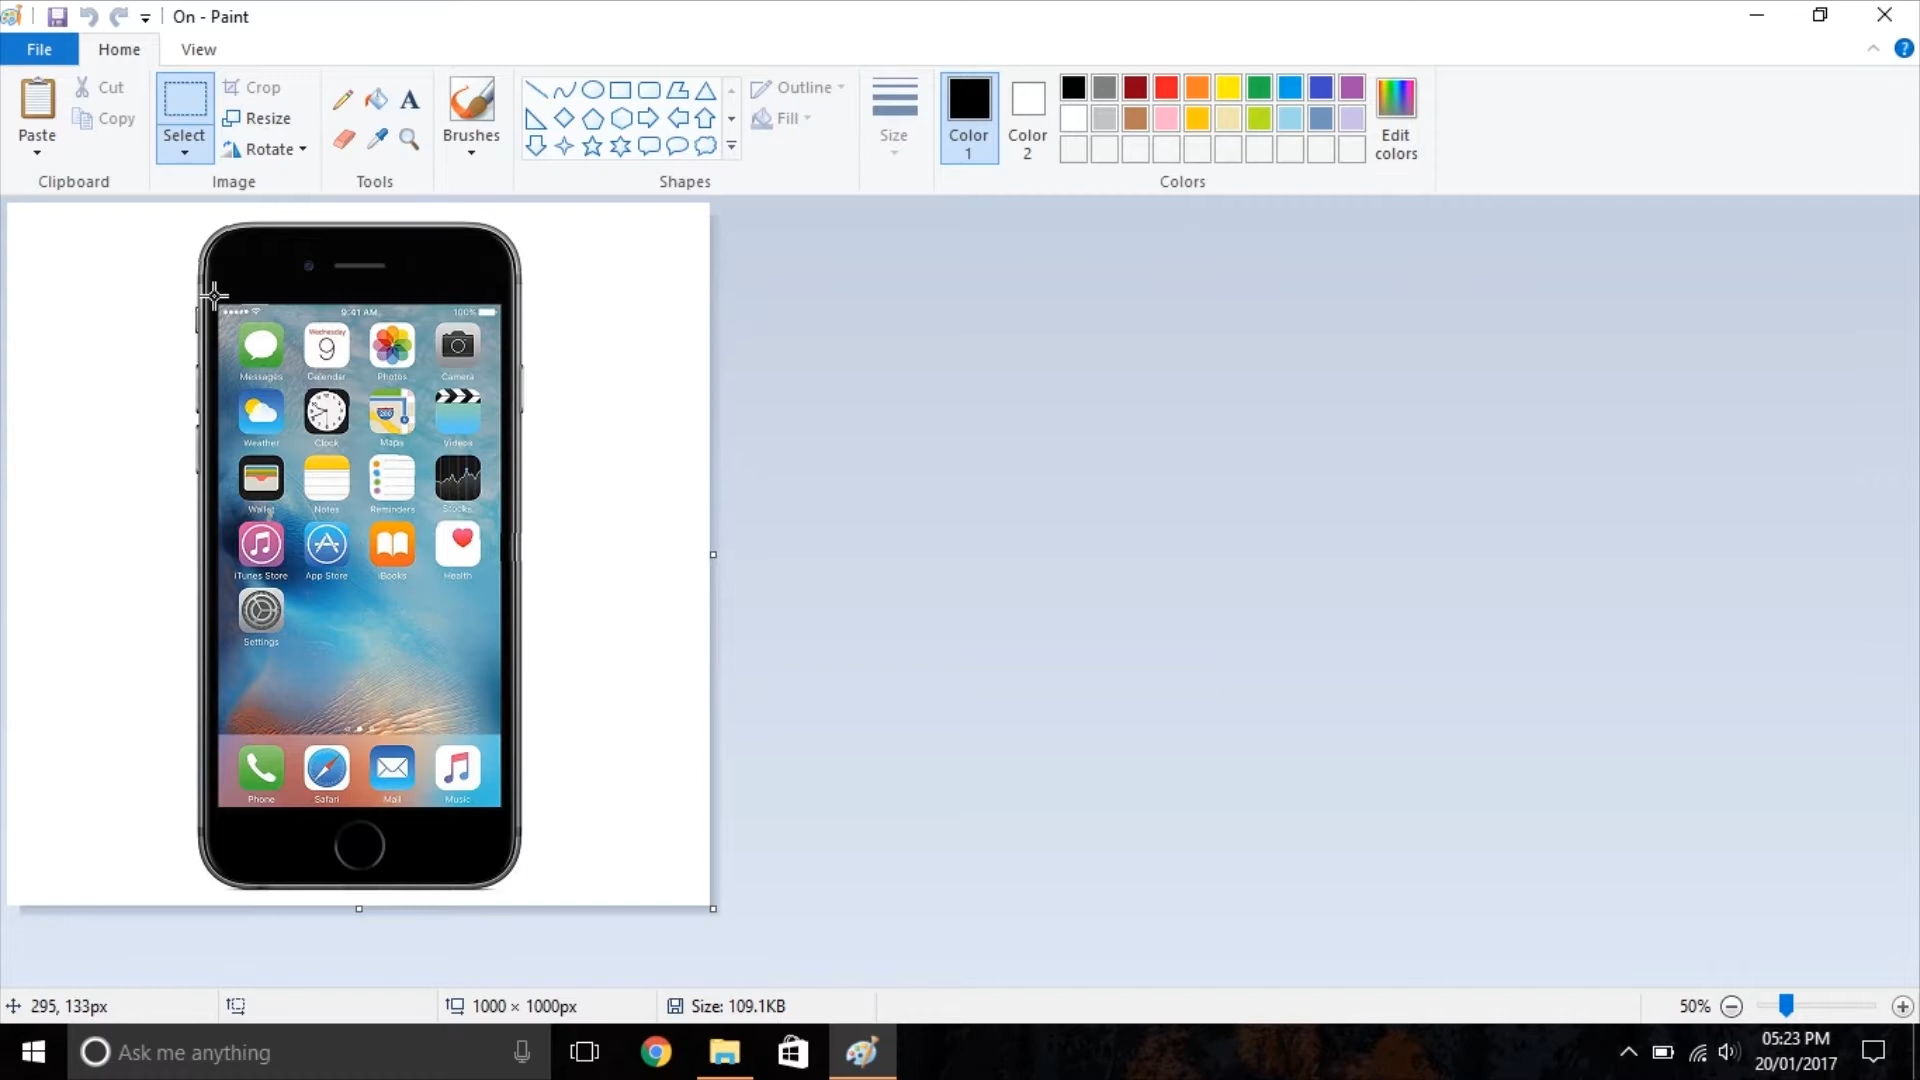 On - Paint
File Home View
Paste Cut Copy
Select Crop Resize Rotate
Brushes
Outline Fill
Size
Color 1
Color 2
Edit colors
Clipboard Image Tools Shapes Colors
9:41 AM 100%
Wednesday
9
Messages Calendar Photos Camera
280
Weather Clock Maps Videos
Wallet Notes Reminders Stocks
iTunes Store App Store iBooks Health
Settings
Phone Safari Mail Music
295, 133px 1000 × 1000px Size: 109.1KB 50%
Ask me anything
05:23 PM
20/01/2017